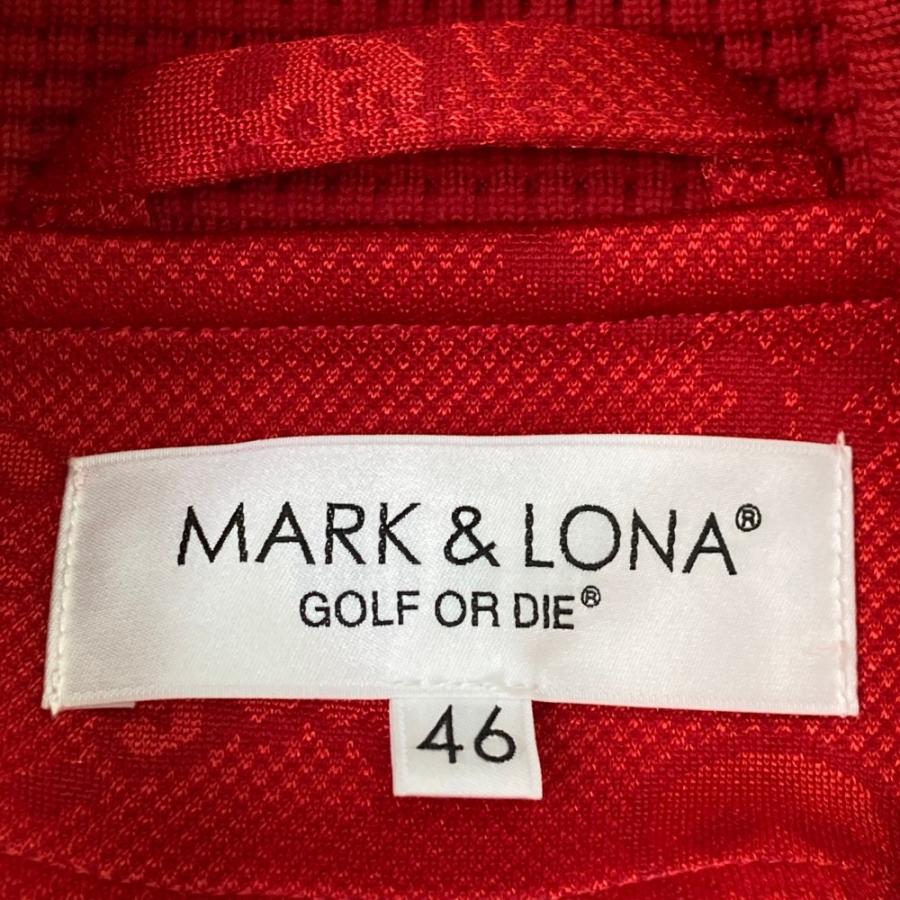 MARK & LONA®
GOLF OR DIE®
46